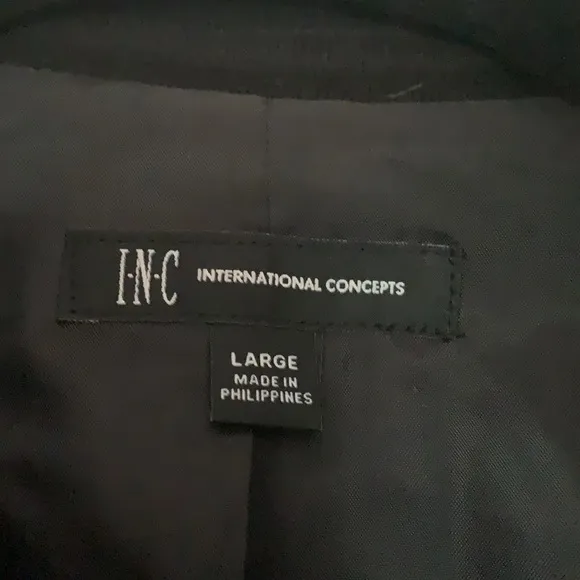 I·N·C INTERNATIONAL CONCEPTS
LARGE
MADE IN
PHILIPPINES